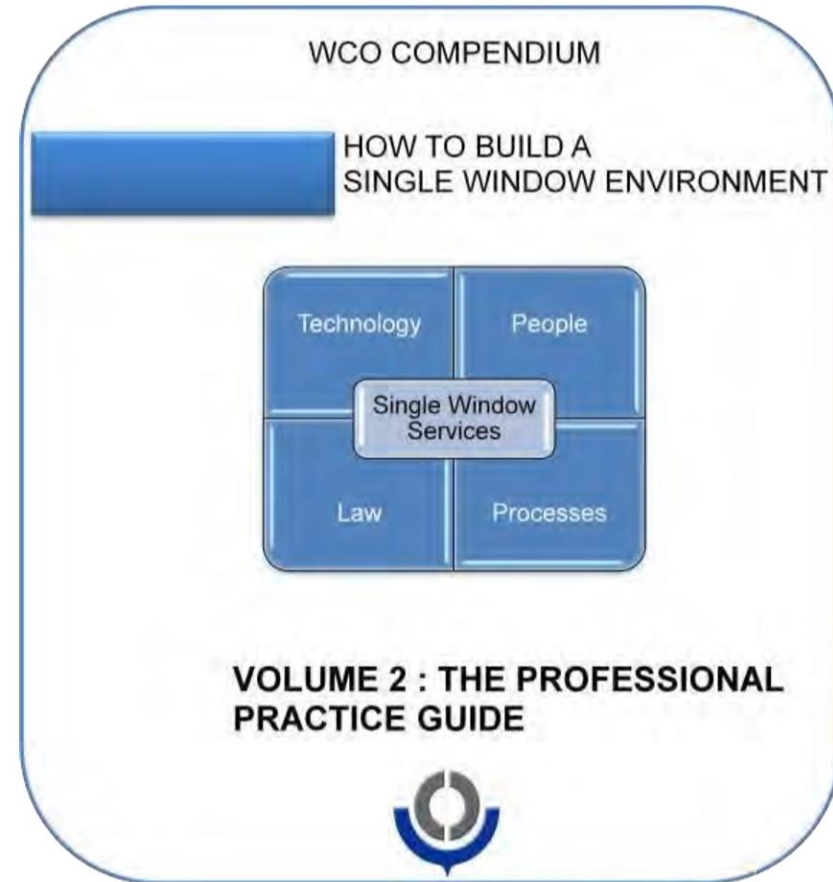 WCO COMPENDIUM
HOW TO BUILD A
SINGLE WINDOW ENVIRONMENT
Technology
People
Single Window
Services
Law
Processes
VOLUME 2 : THE PROFESSIONAL
PRACTICE GUIDE